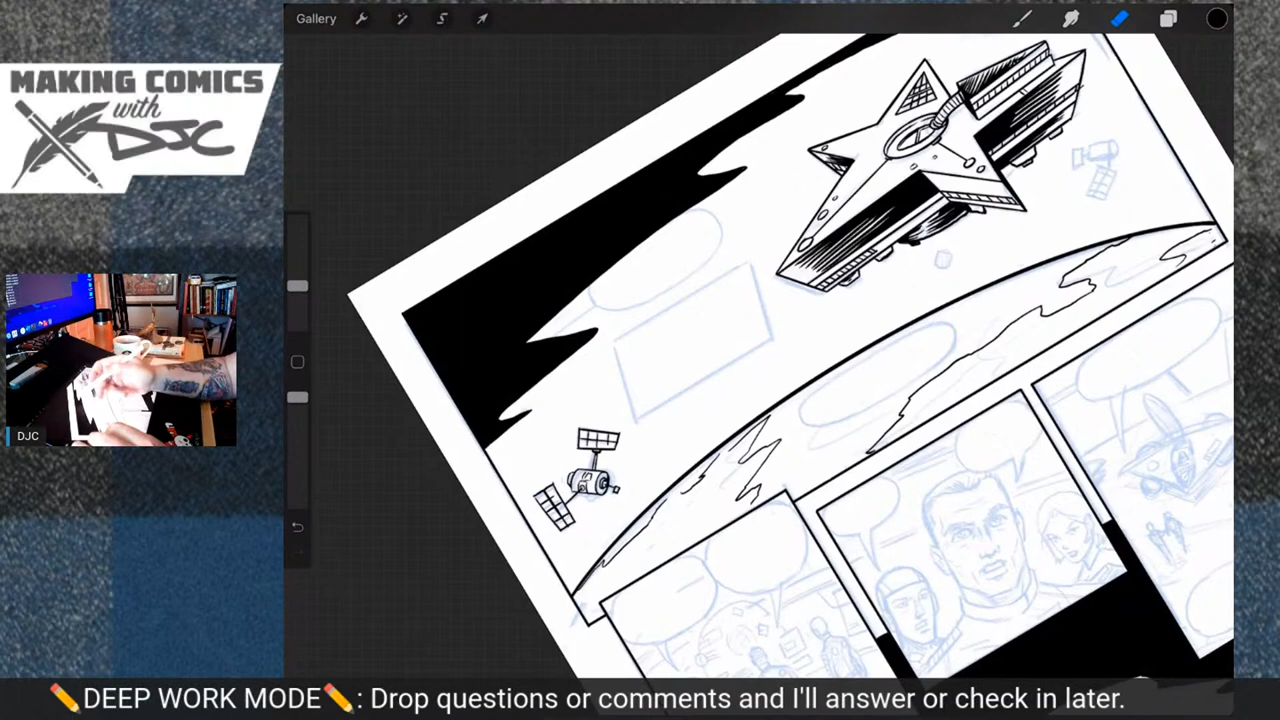 Gallery
MAKING COMICS
with
DJC
DJC
✏️DEEP WORK MODE✏️: Drop questions or comments and I'll answer or check in later.